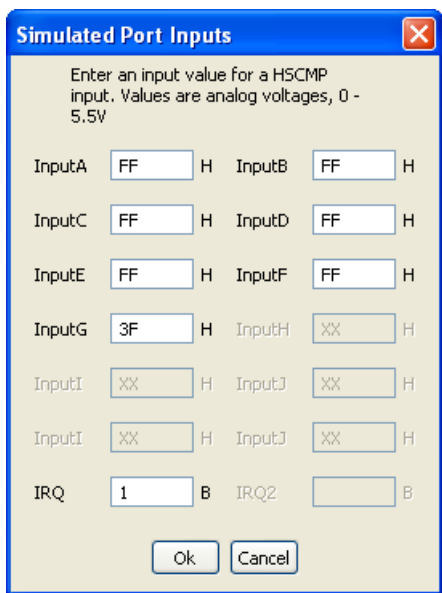 Simulated Port Inputs
Enter an input value for a HSCMP
input. Values are analog voltages, 0 -
5.5V
InputA FF H InputB FF H
InputC FF H InputD FF H
InputE FF H InputF FF H
InputG 3F H InputH XX H
InputI XX H InputJ XX H
InputI XX H InputJ XX H
IRQ 1 B IRQ2 B
Ok Cancel